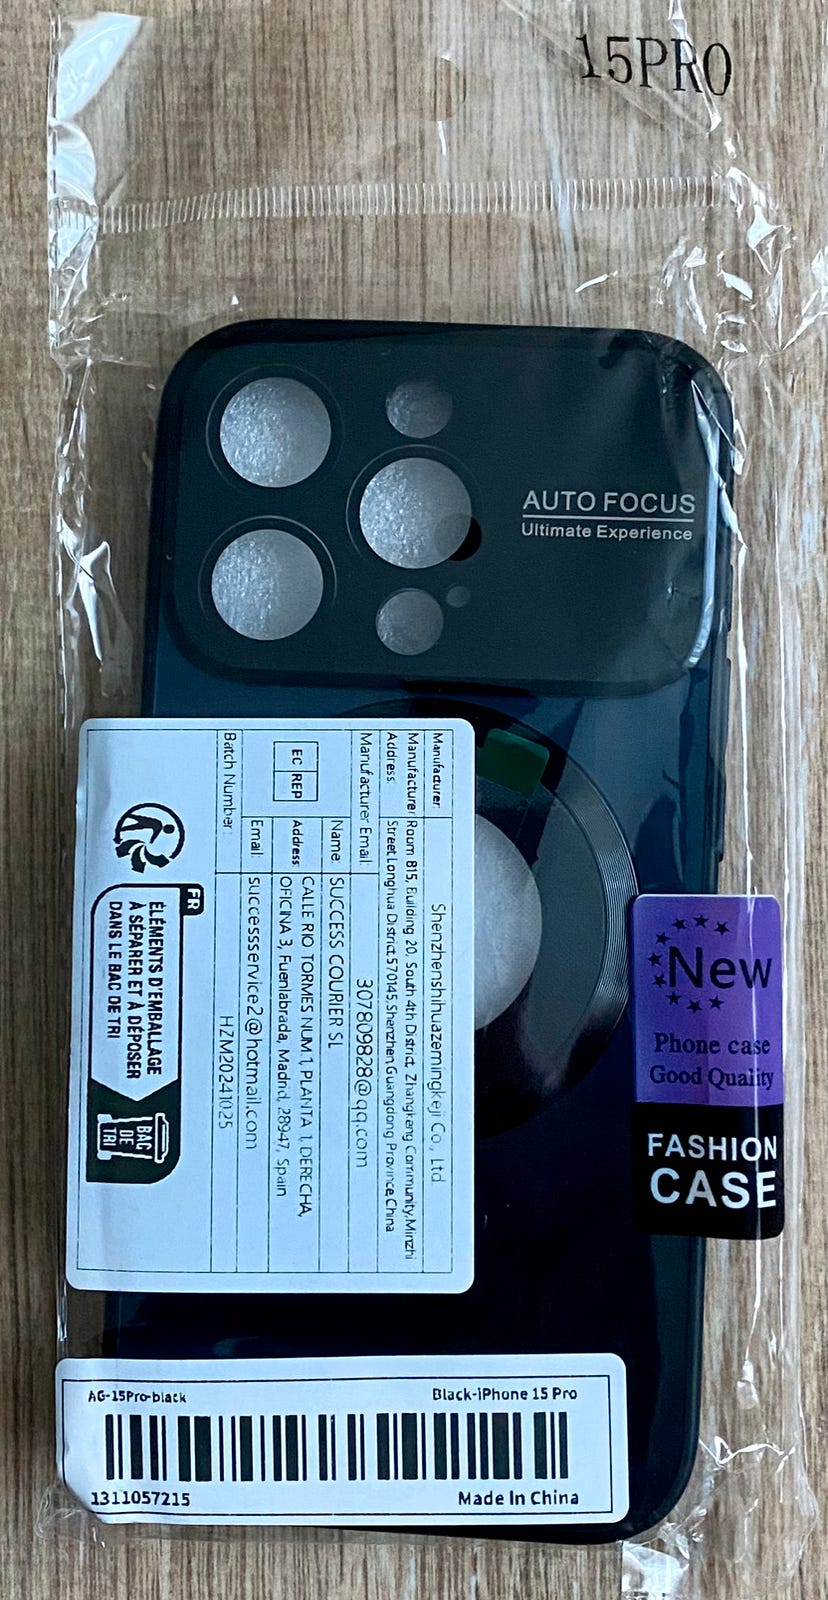 15PRO
AUTO FOCUS
Ultimate Experience
Manufacturer: Shenzhenshihuazemingkeji Co., Ltd
Manufacturer Address: Room 815, Building 20, South 4th District, Zhangkeng Community,Minzhi
Street,Longhua District,570145,Shenzhen,Guangdong Province,China
Manufacturer Email: 307809828@qq.com
EC REP
Name: SUCCESS COURIER SL
Address: CALLE RIO TORMES NUM 1, PLANTA 1, DERECHA,
OFICINA 3, Fuenlabrada, Madrid, 28947, Spain
Email: successservice2@hotmail.com
Batch Number: HZM20241025
FR
ÉLÉMENTS D'EMBALLAGE
À SÉPARER ET À DÉPOSER
DANS LE BAC DE TRI
BAC
DE
TRI
New
Phone case
Good Quality
FASHION
CASE
AG-15Pro-black
Black-iPhone 15 Pro
1311057215
Made In China